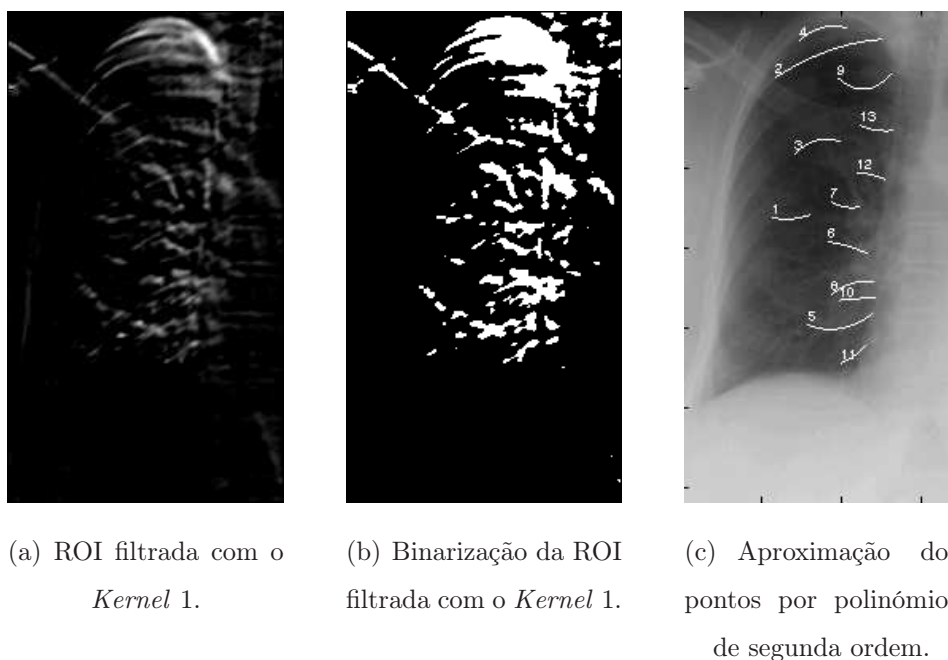 4
2
9
13
3
12
7
1
6
8
10
5
11
(a) ROI filtrada com o
Kernel 1.
(b) Binarização da ROI
filtrada com o Kernel 1.
(c) Aproximação do
pontos por polinómio
de segunda ordem.